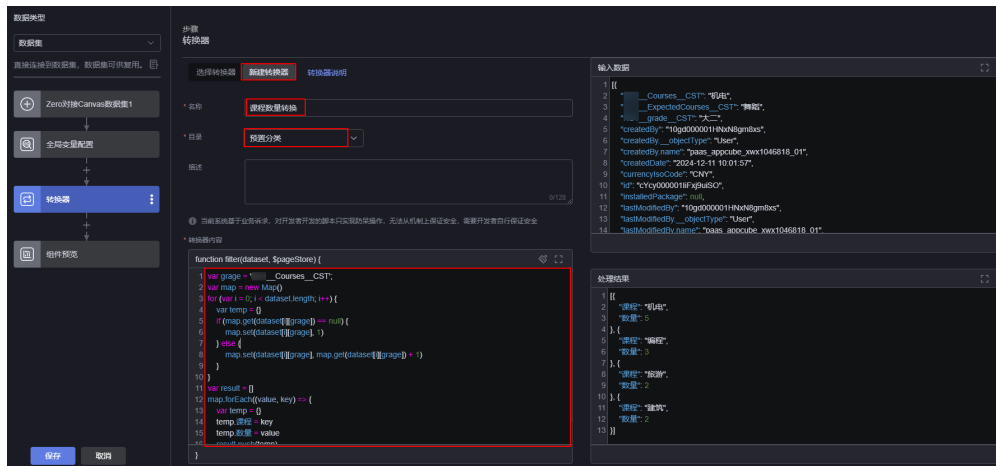 数据类型
数据集
直接连接到数据集，数据集可供复用。
Zero对接Canvas数据集1
全局变量配置
转换器
组件预览
保存 取消
步骤
转换器
选择转换器 新建转换器 转换器说明
* 名称 课程数量转换
* 目录 预置分类
描述
0/128
当前系统基于业务诉求，对开发者开发的脚本只实现防呆操作，无法从机制上保证安全，需要开发者自行保证安全
* 转换器内容
function filter(dataset, $pageStore) {
1 var grage = ' __Courses__CST';
2 var map = new Map()
3 for (var i = 0; i < dataset.length; i++) {
4 var temp = {}
5 if (map.get(dataset[i][grage]) == null) {
6 map.set(dataset[i][grage], 1)
7 } else {
8 map.set(dataset[i][grage], map.get(dataset[i][grage]) + 1)
9 }
10 }
11 var result = []
12 map.forEach((value, key) => {
13 var temp = {}
14 temp.课程 = key
15 temp.数量 = value
16 result.push(temp)
}
输入数据
1 [{
2 " __Courses__CST": "机电",
3 " __ExpectedCourses__CST": "舞蹈",
4 " __grade__CST": "大二",
5 "createdBy": "10gd000001HNxN8gm8xs",
6 "createdBy.__objectType": "User",
7 "createdBy.name": "paas_appcube_xwx1046818_01",
8 "createdDate": "2024-12-11 10:01:57",
9 "currencyIsoCode": "CNY",
10 "id": "cYcy000001liFxj9uiSO",
11 "installedPackage": null,
12 "lastModifiedBy": "10gd000001HNxN8gm8xs",
13 "lastModifiedBy.__objectType": "User",
14 "lastModifiedBy.name": "paas_appcube_xwx1046818_01",
处理结果
1 [{
2 "课程": "机电",
3 "数量": 5
4 }, {
5 "课程": "编程",
6 "数量": 3
7 }, {
8 "课程": "旅游",
9 "数量": 2
10 }, {
11 "课程": "建筑",
12 "数量": 2
13 }]